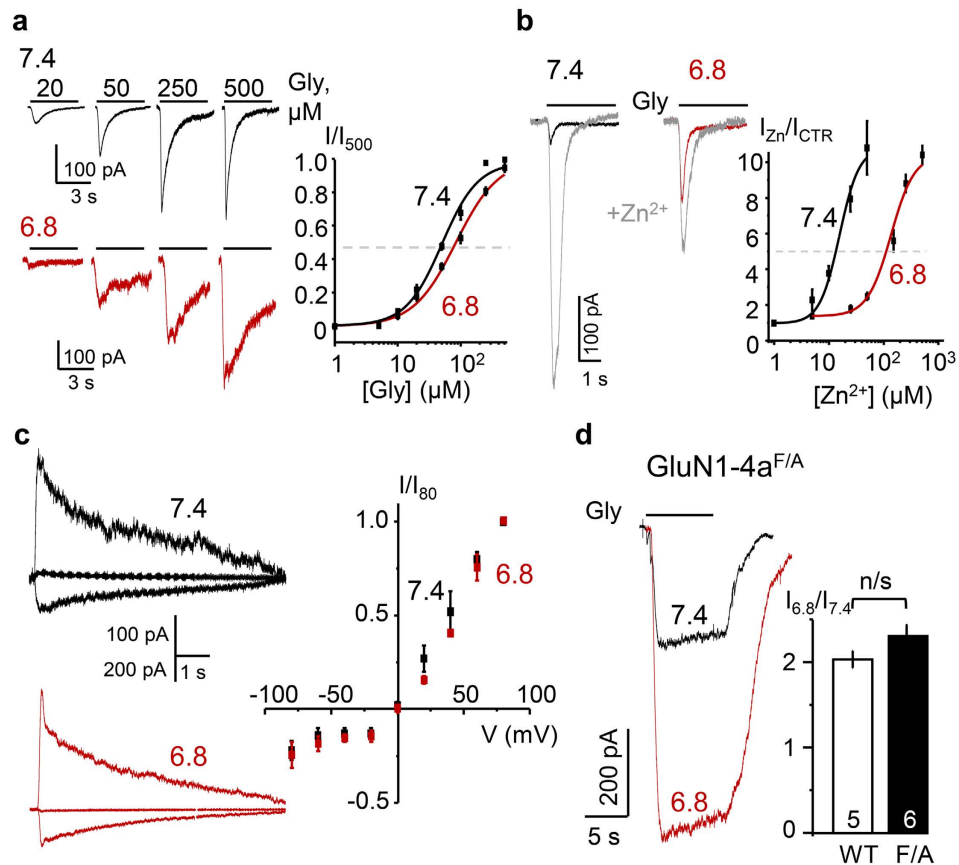 a
7.4
20 50 250 500 Gly, µM
100 pA
3 s
6.8
100 pA
3 s
I/I500
1.0
0.8
0.6
0.4
0.2
0
7.4
6.8
1 10 10²
[Gly] (µM)
b
7.4 6.8
Gly
+Zn²⁺
100 pA
1 s
IZn/ICTR
10
8
6
4
2
0
7.4
6.8
1 10 10² 10³
[Zn²⁺] (µM)
c
7.4
100 pA
200 pA 1 s
6.8
I/I80
1.0
0.5
-0.5
7.4
6.8
-100 -50 50 100
V (mV)
d
GluN1-4aF/A
Gly
7.4
6.8
200 pA
5 s
I6.8/I7.4
n/s
2
2
0
5 6
WT F/A